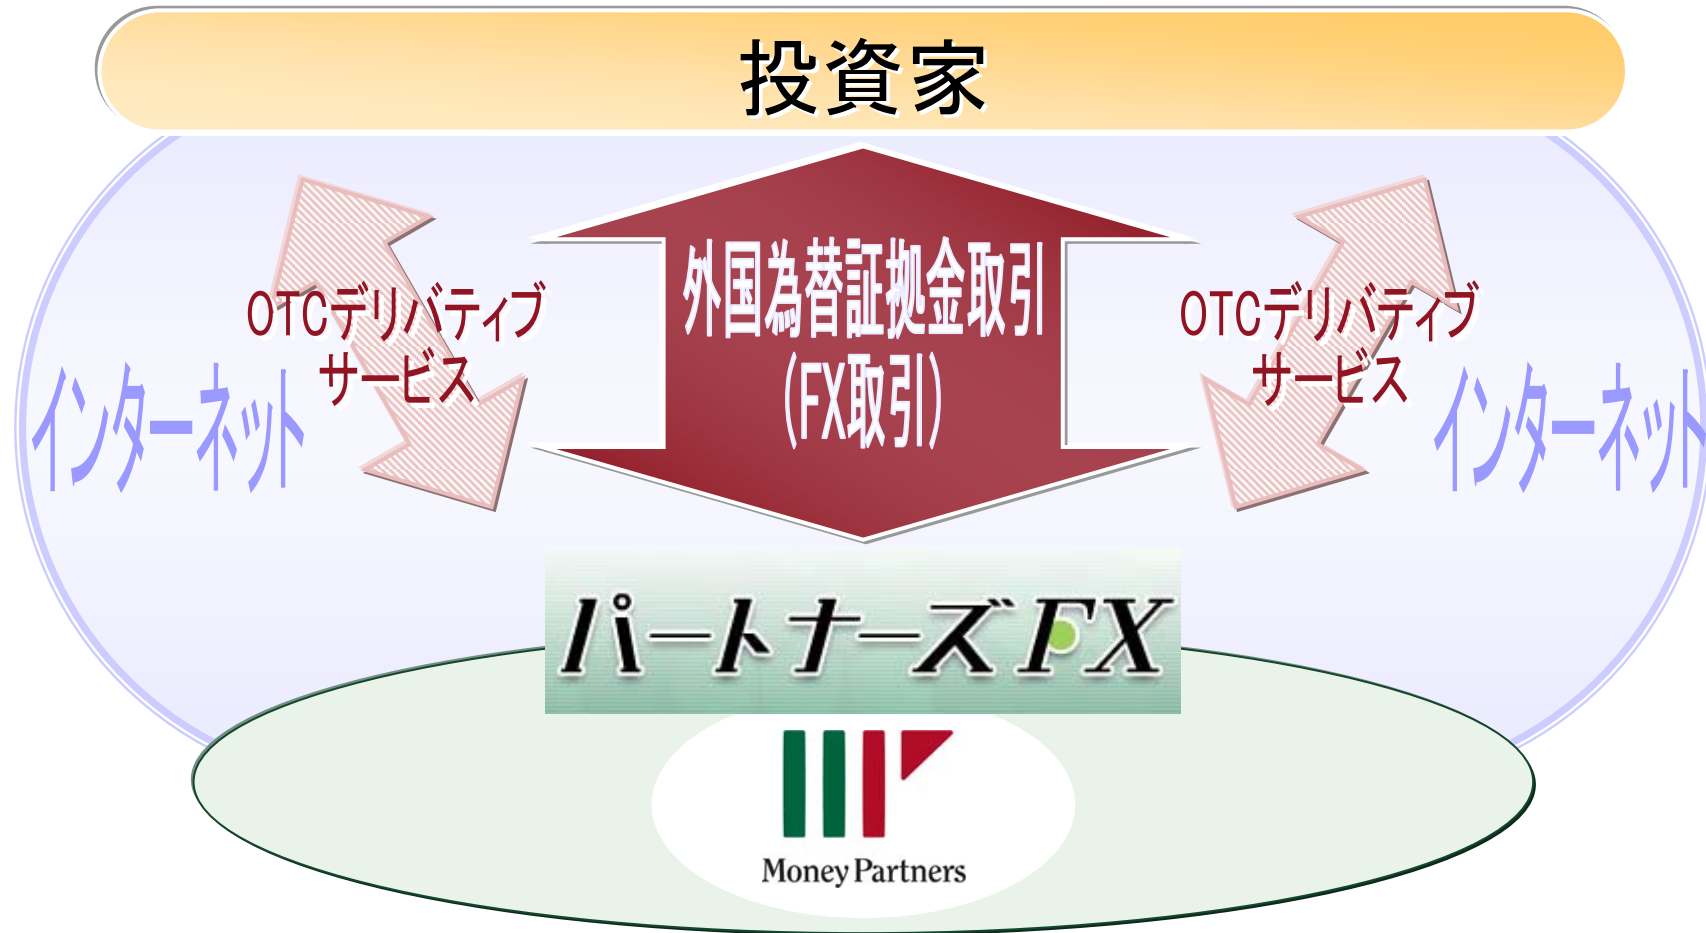 投資家
外国為替証拠金取引
（FX取引）
OTCデリバティブ
サービス
OTCデリバティブ
サービス
インターネット
インターネット
パートナーズFX
Money Partners